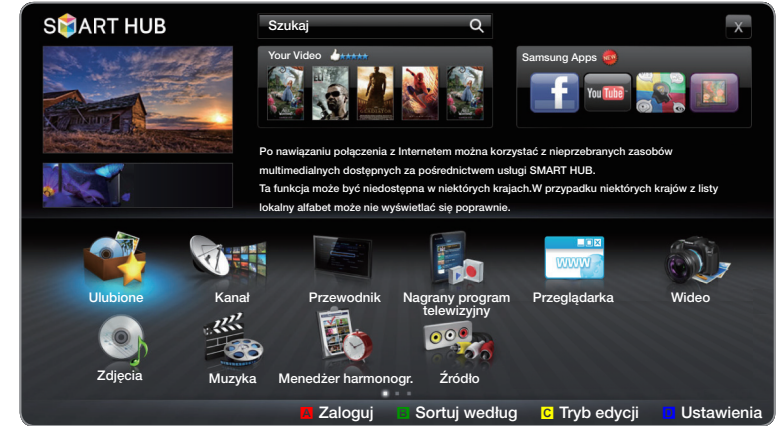 SMART HUB
Szukaj
X
Your Video
Samsung Apps NEW
f
You Tube
Po nawiązaniu połączenia z Internetem można korzystać z nieprzebranych zasobów
multimedialnych dostępnych za pośrednictwem usługi SMART HUB.
Ta funkcja może być niedostępna w niektórych krajach.W przypadku niektórych krajów z listy
lokalny alfabet może nie wyświetlać się poprawnie.
www
Ulubione Kanał Przewodnik Nagrany program Przeglądarka Wideo
telewizyjny
Zdjęcia Muzyka Menedżer harmonogr. Źródło
A Zaloguj B Sortuj według C Tryb edycji D Ustawienia